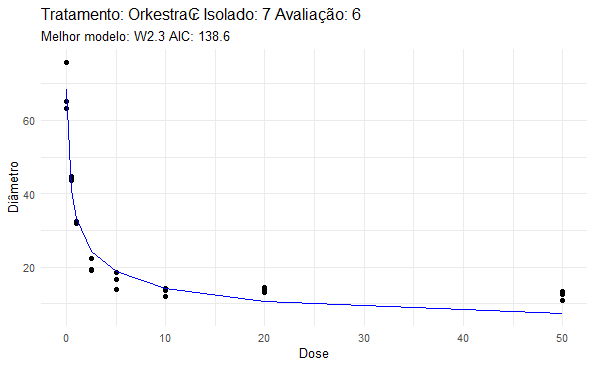 Tratamento: Orkestra₢ Isolado: 7 Avaliação: 6
Melhor modelo: W2.3 AIC: 138.6
Diâmetro
60
40
20
0 10 20 30 40 50
Dose